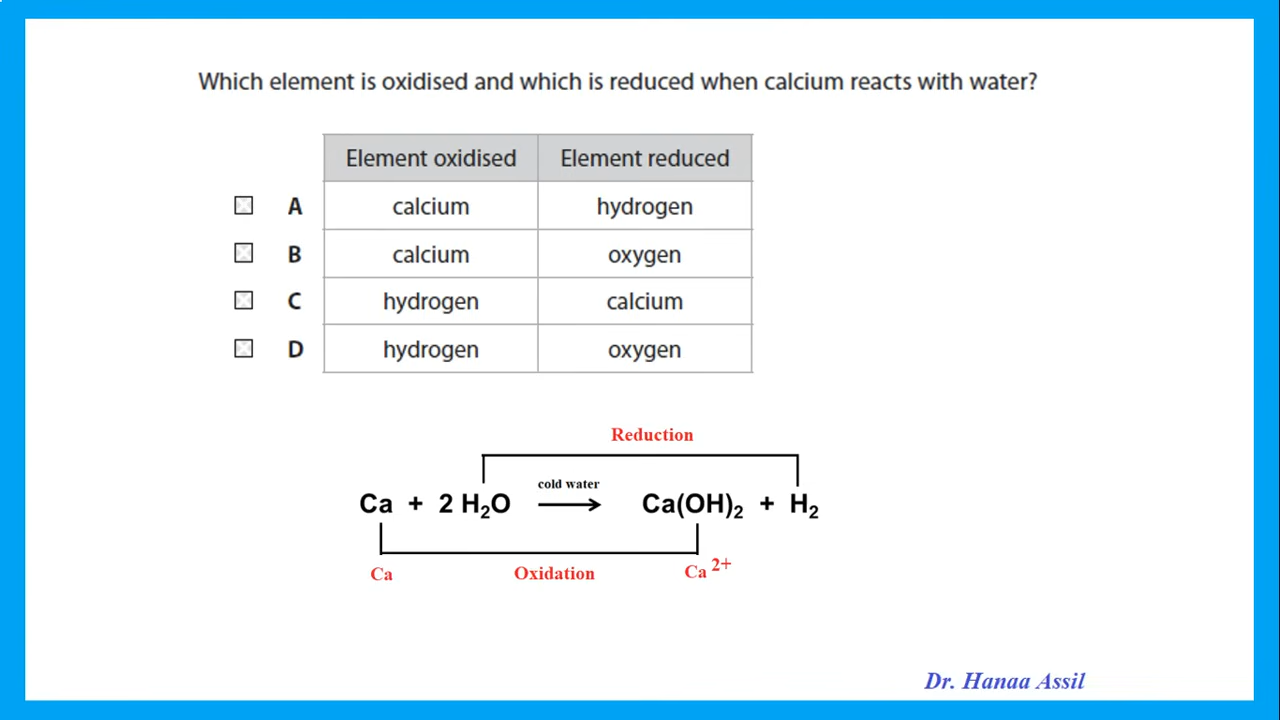 Which element is oxidised and which is reduced when calcium reacts with water?
Element oxidised Element reduced
A calcium hydrogen
B calcium oxygen
C hydrogen calcium
D hydrogen oxygen
Reduction
cold water
Ca + 2 H₂O → Ca(OH)₂ + H₂
Ca Oxidation Ca ²⁺
Dr. Hanaa Assil